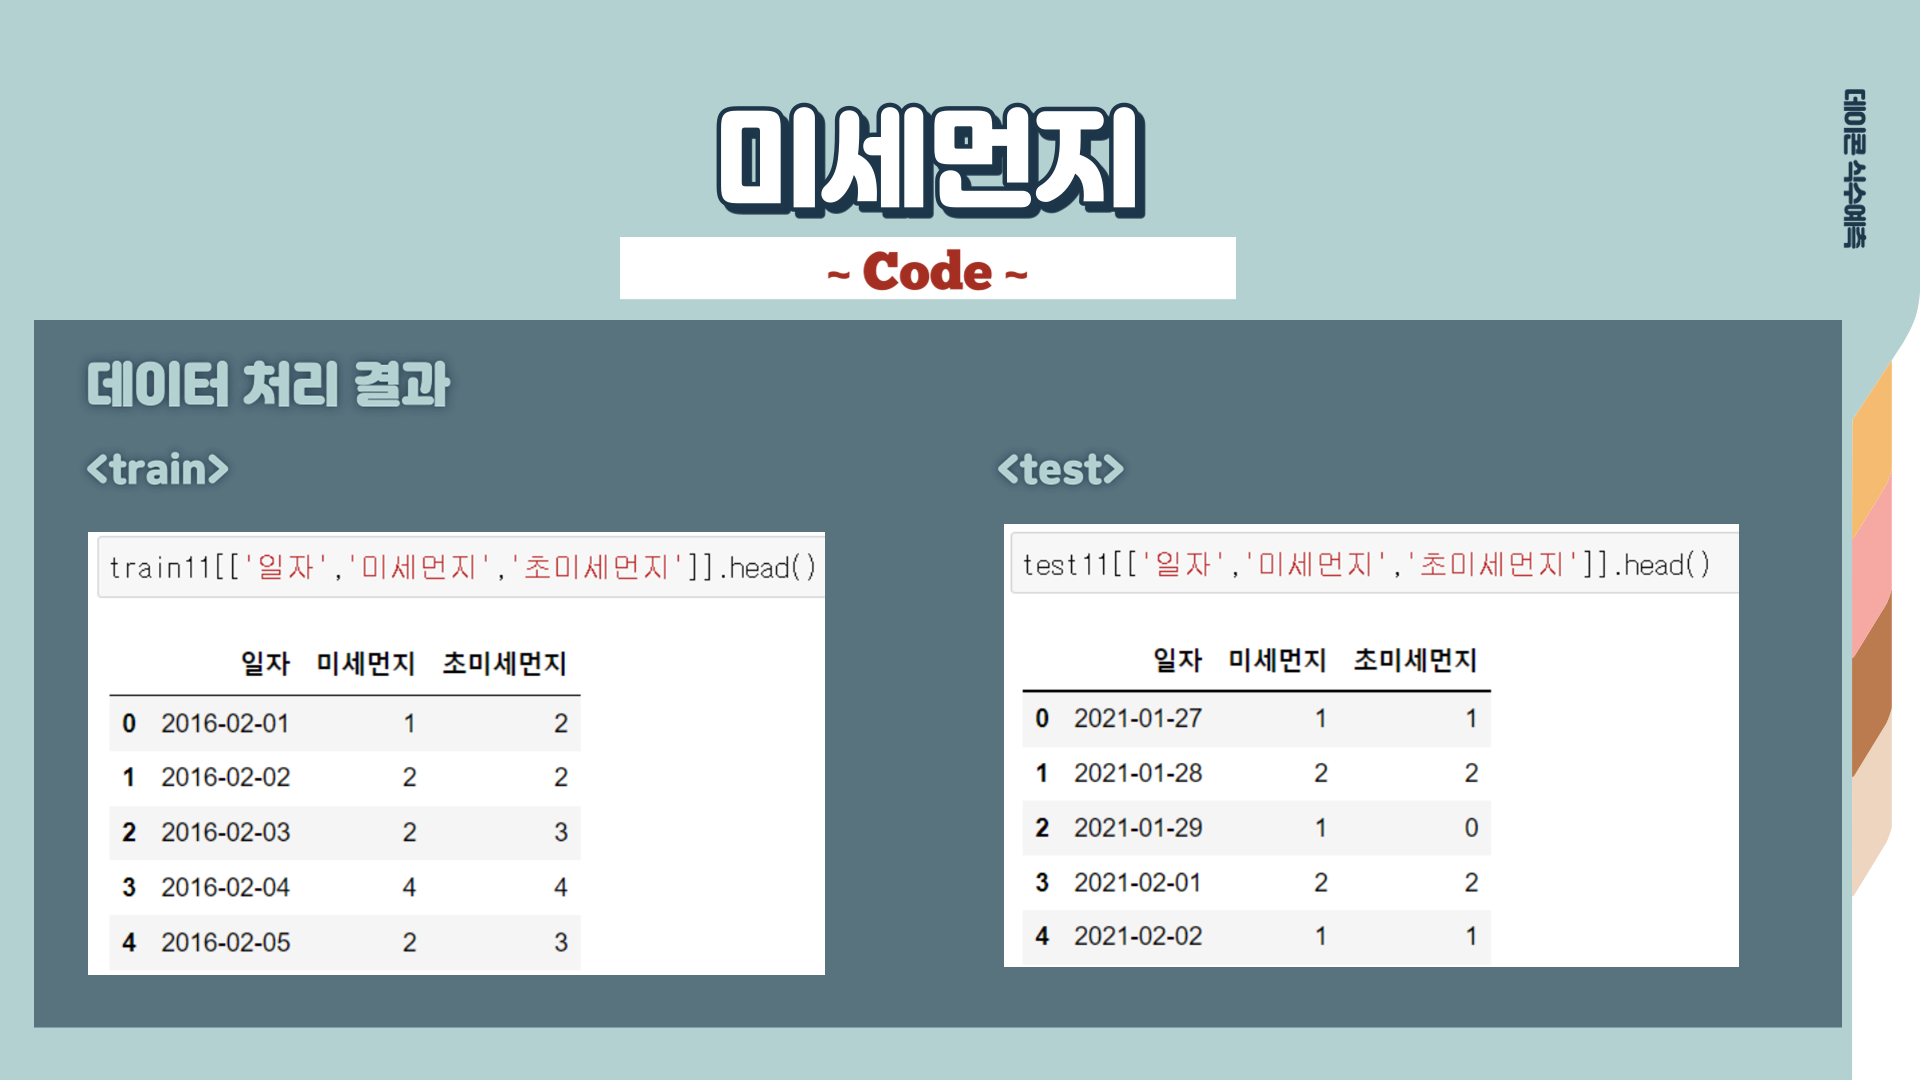 미세먼지
~ Code ~
데이콘 식수예측
데이터 처리 결과
<train>
train11[['일자','미세먼지','초미세먼지']].head()
일자 미세먼지 초미세먼지
0 2016-02-01 1 2
1 2016-02-02 2 2
2 2016-02-03 2 3
3 2016-02-04 4 4
4 2016-02-05 2 3
<test>
test11[['일자','미세먼지','초미세먼지']].head()
일자 미세먼지 초미세먼지
0 2021-01-27 1 1
1 2021-01-28 2 2
2 2021-01-29 1 0
3 2021-02-01 2 2
4 2021-02-02 1 1